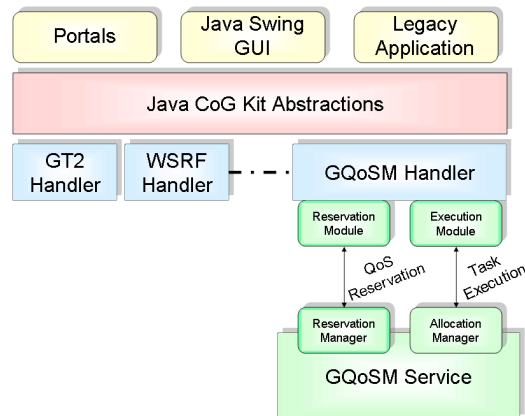 Portals
Java Swing
GUI
Legacy
Application
Java CoG Kit Abstractions
GT2
Handler
WSRF
Handler
GQoSM Handler
Reservation
Module
Execution
Module
QoS
Reservation
Task
Execution
Reservation
Manager
Allocation
Manager
GQoSM Service